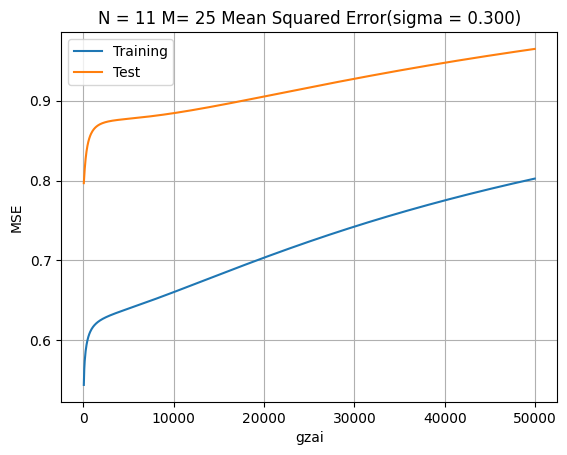 N = 11 M= 25 Mean Squared Error(sigma = 0.300)
Training
Test
0.9
0.8
0.7
0.6
MSE
0 10000 20000 30000 40000 50000
gzai